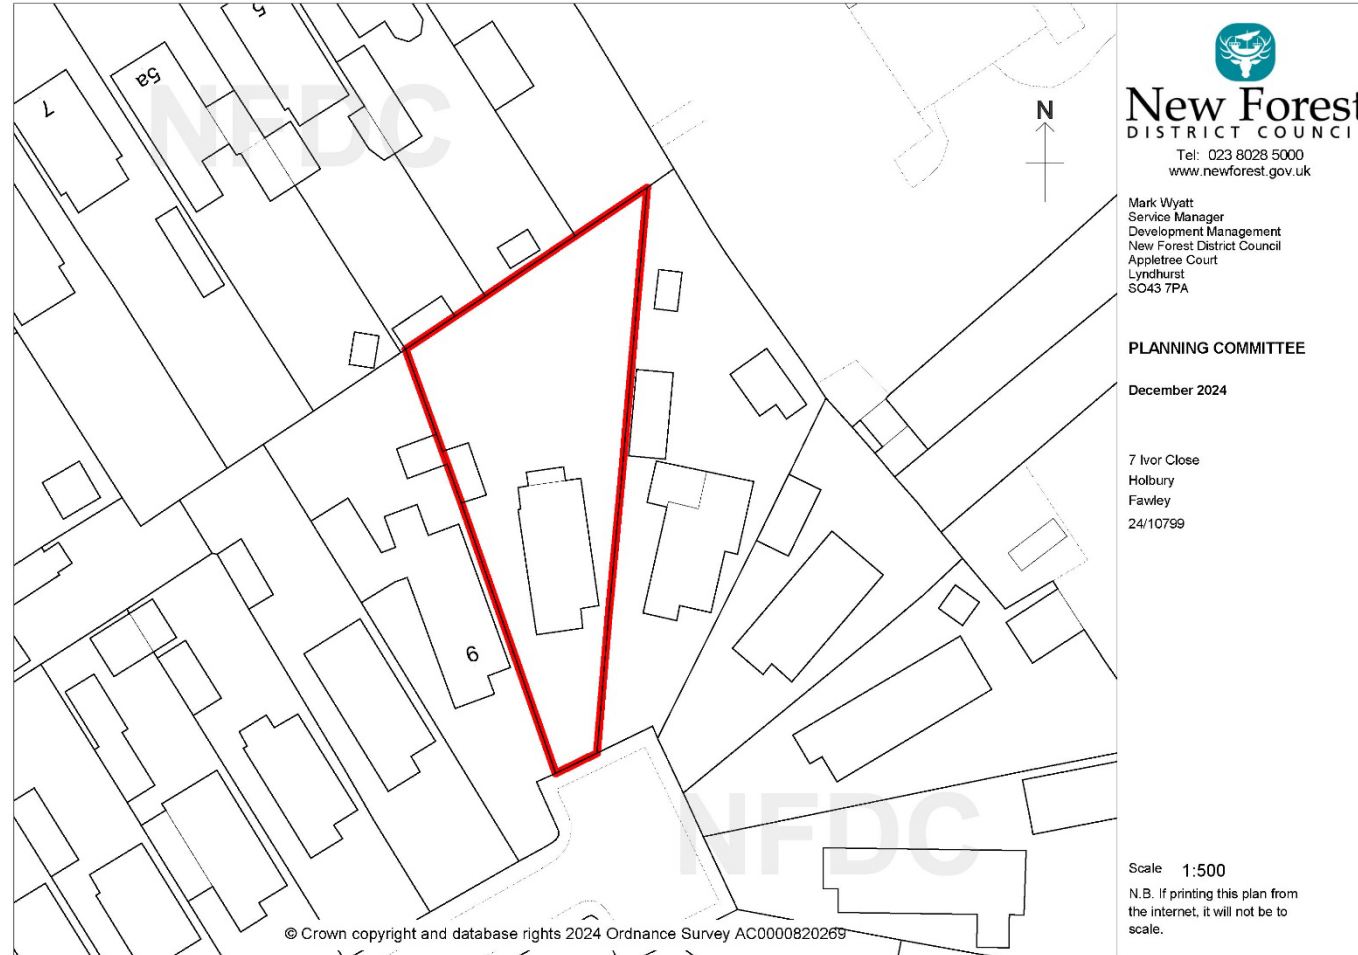 5
5a
7
NFDC
N
9
NFDC
© Crown copyright and database rights 2024 Ordnance Survey AC0000820269
New Forest
DISTRICT COUNCI
Tel: 023 8028 5000
www.newforest.gov.uk
Mark Wyatt
Service Manager
Development Management
New Forest District Council
Appletree Court
Lyndhurst
SO43 7PA
PLANNING COMMITTEE
December 2024
7 Ivor Close
Holbury
Fawley
24/10799
Scale 1:500
N.B. If printing this plan from
the internet, it will not be to
scale.